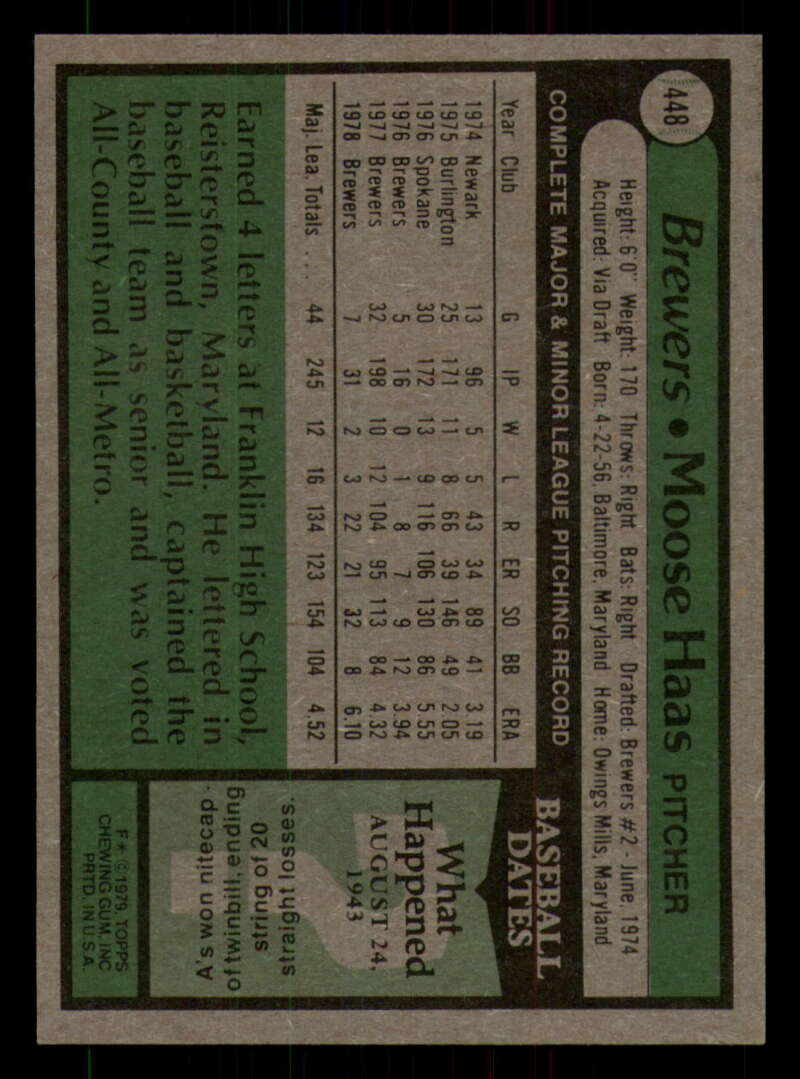 448
Brewers • Moose Haas PITCHER
Height: 6'0" Weight: 170 Throws: Right Bats: Right Drafted: Brewers #2 - June, 1974
Acquired: Via Draft Born: 4-22-56, Baltimore, Maryland Home: Owings Mills, Maryland
COMPLETE MAJOR & MINOR LEAGUE PITCHING RECORD
Year Club G IP W L R ER SO BB ERA
1974 Newark 13 96 5 5 43 34 89 41 3.19
1975 Burlington 25 171 11 8 66 39 146 49 2.05
1976 Spokane 30 172 13 9 116 106 130 86 5.55
1976 Brewers 5 16 0 1 8 7 9 12 3.94
1977 Brewers 32 198 10 12 104 95 113 84 4.32
1978 Brewers 7 31 2 3 22 21 32 8 6.10
Maj. Lea. Totals . . . 44 245 12 16 134 123 154 104 4.52
Earned 4 letters at Franklin High School,
Reisterstown, Maryland. He lettered in
baseball and basketball, captained the
baseball team as senior and was voted
All-County and All-Metro.
BASEBALL
DATES
What
Happened
AUGUST 24,
1943
A's won nitecap
of twinbill, ending
string of 20
straight losses.
F * © 1979, TOPPS
CHEWING GUM, INC
PRTD. IN U.S.A.